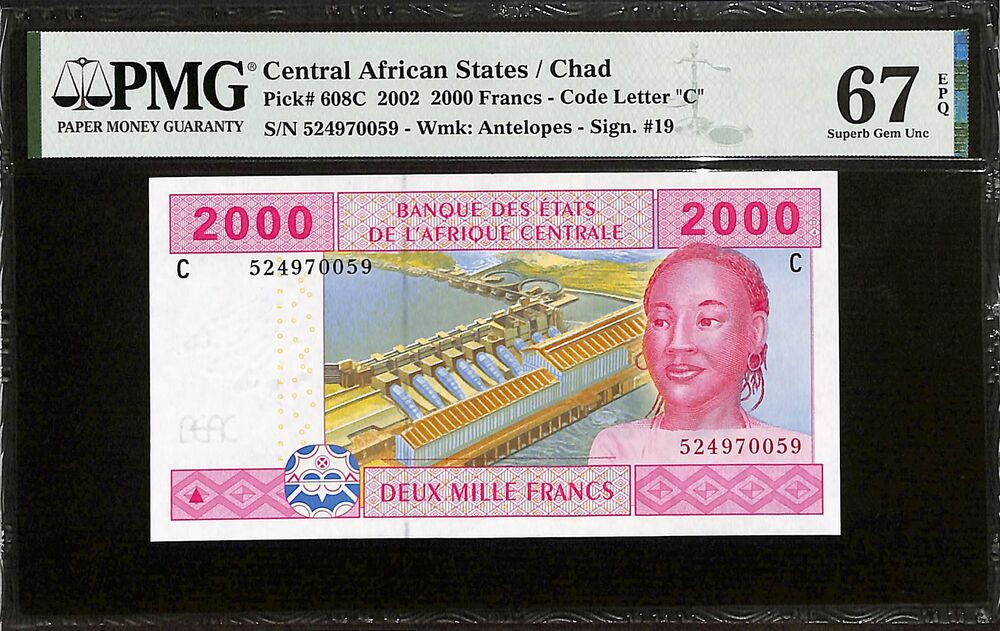 PMG®
PAPER MONEY GUARANTY
Central African States / Chad
Pick# 608C 2002 2000 Francs - Code Letter "C"
S/N 524970059 - Wmk: Antelopes - Sign. #19
67
EPQ
Superb Gem Unc
2000
BANQUE DES ÉTATS
DE L'AFRIQUE CENTRALE
2000
C 524970059
C
BEAC
524970059
DEUX MILLE FRANCS